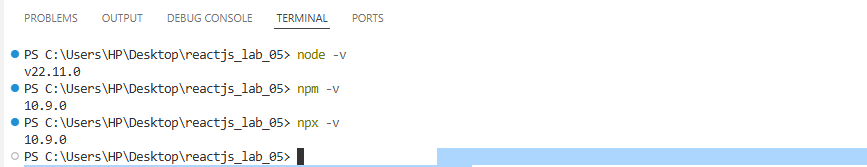 PROBLEMS OUTPUT DEBUG CONSOLE TERMINAL PORTS
PS C:\Users\HP\Desktop\reactjs_lab_05> node -v
v22.11.0
PS C:\Users\HP\Desktop\reactjs_lab_05> npm -v
10.9.0
PS C:\Users\HP\Desktop\reactjs_lab_05> npx -v
10.9.0
PS C:\Users\HP\Desktop\reactjs_lab_05>